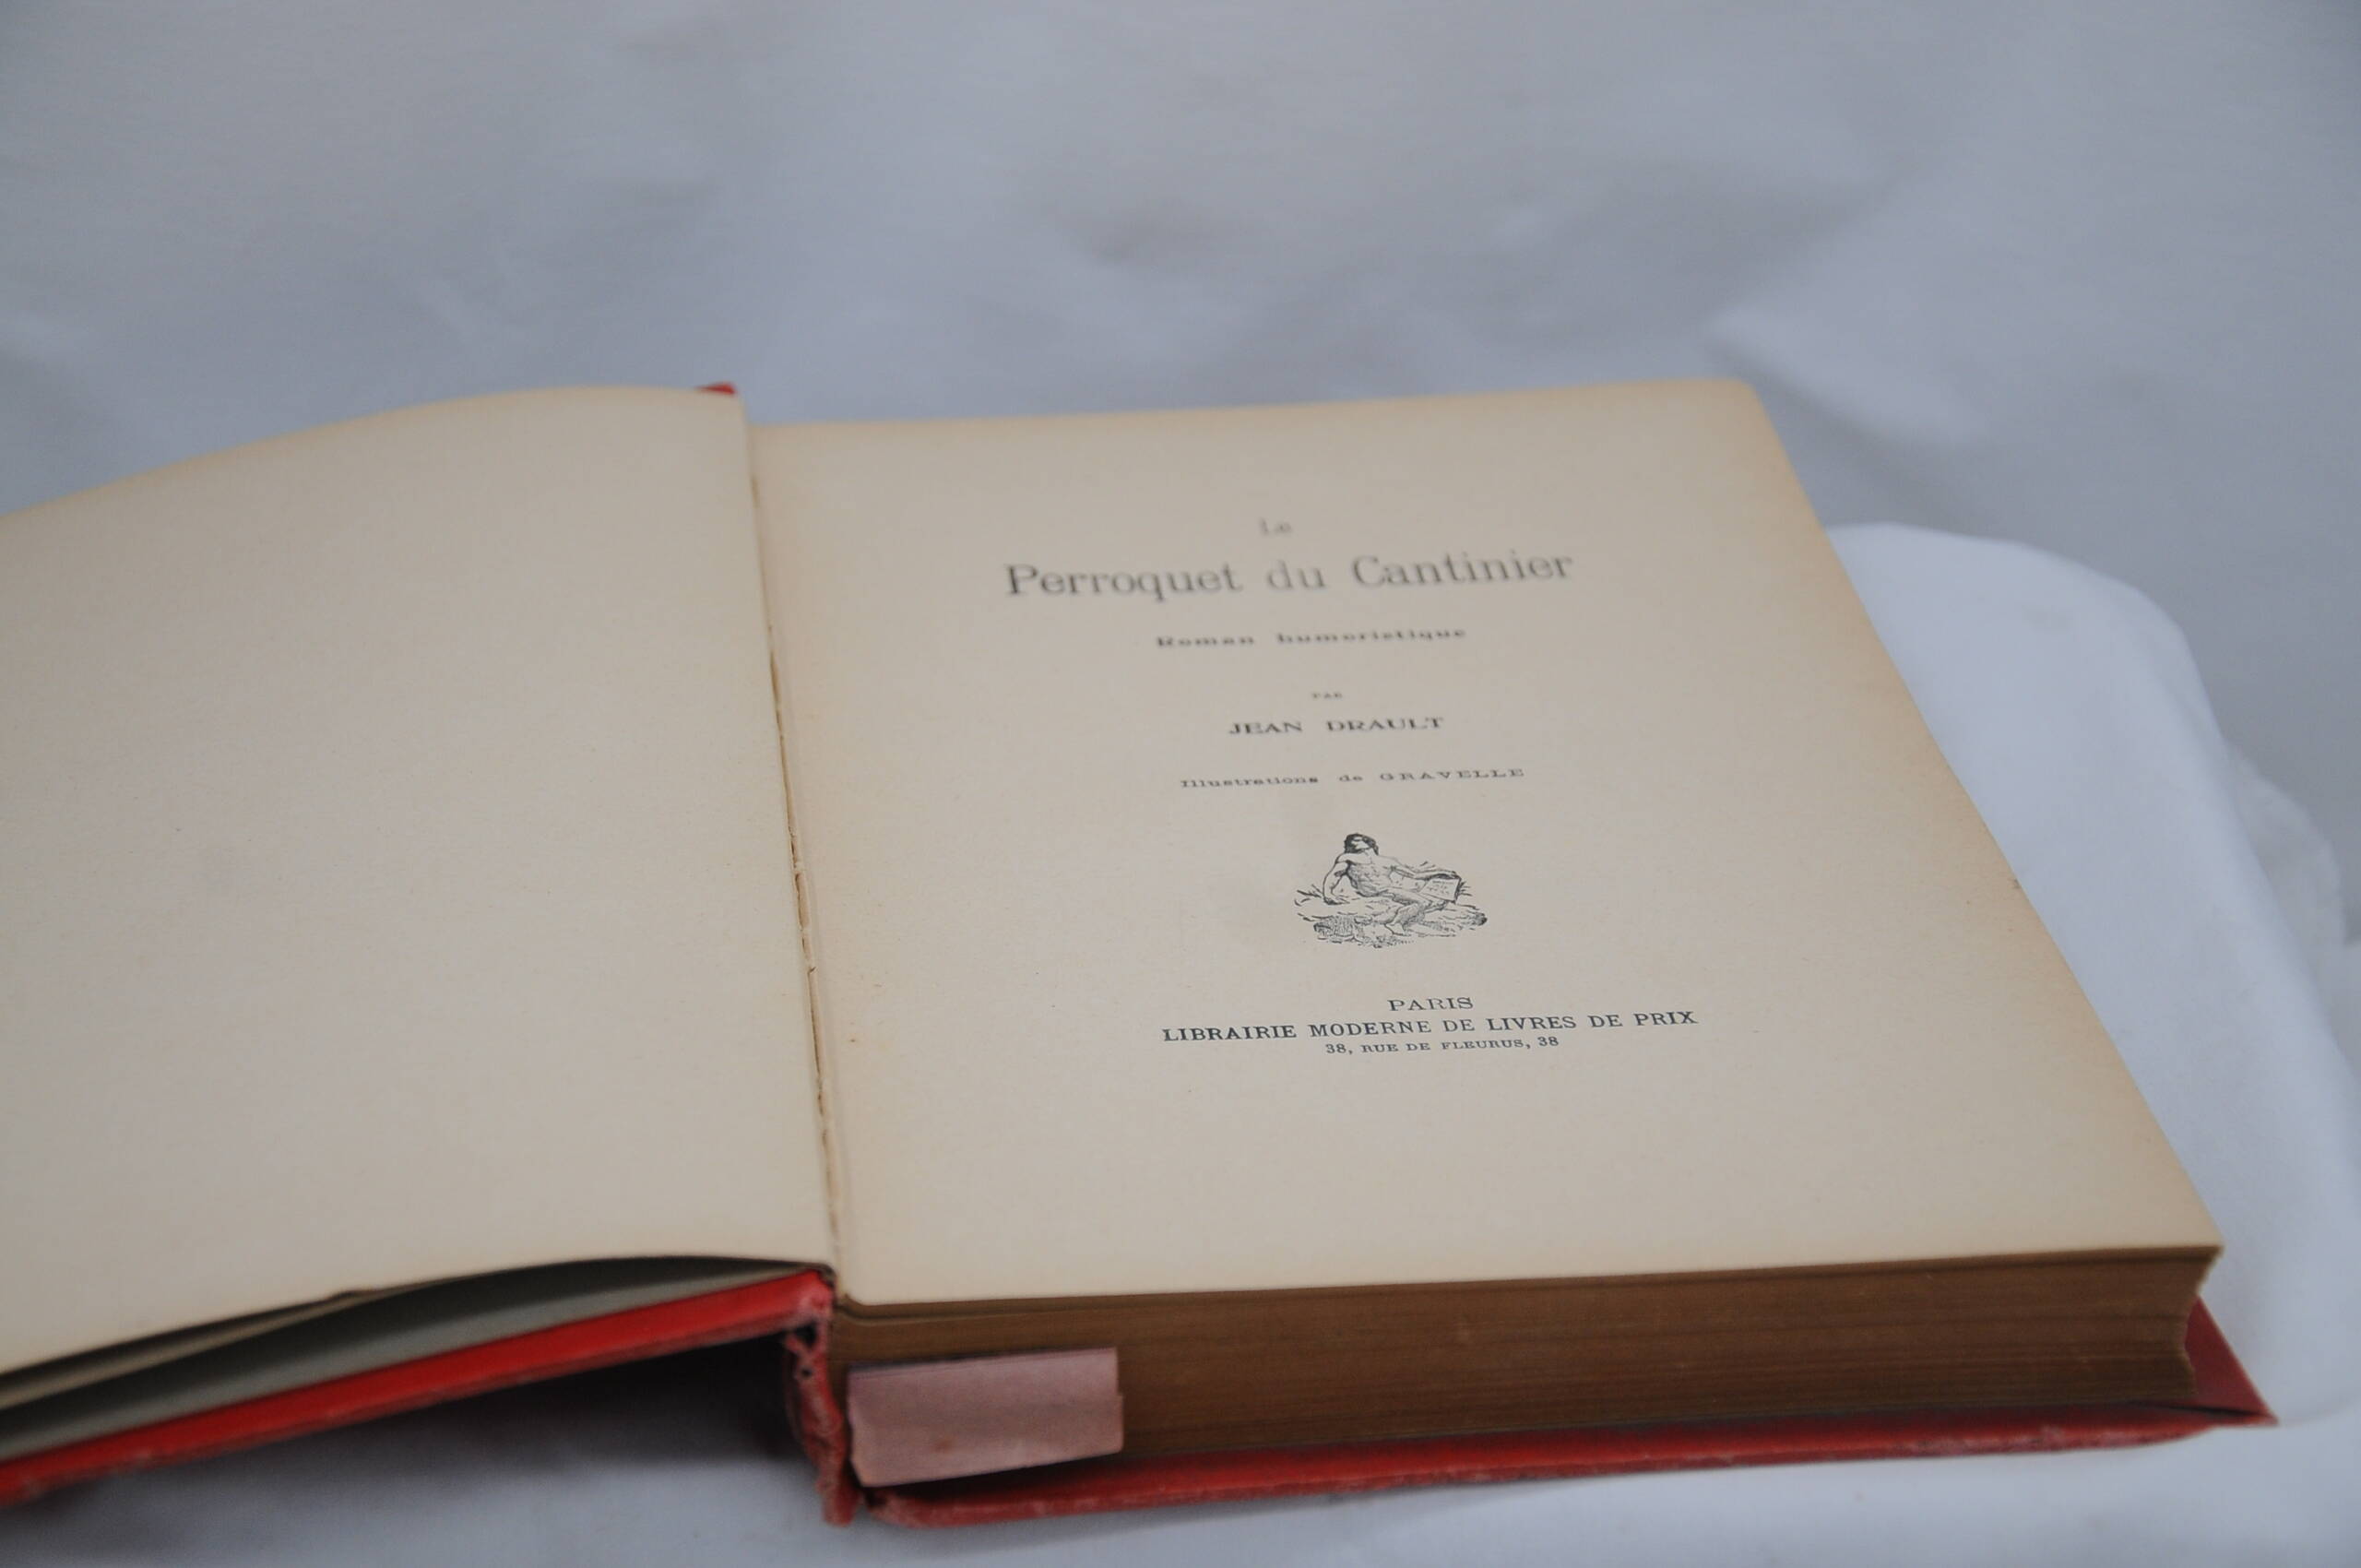 Le
Perroquet du Cantinier
Roman humoristique
PAR
JEAN DRAULT
Illustrations de GRAVELLE
PARIS
LIBRAIRIE MODERNE DE LIVRES DE PRIX
38, RUE DE FLEURUS, 38